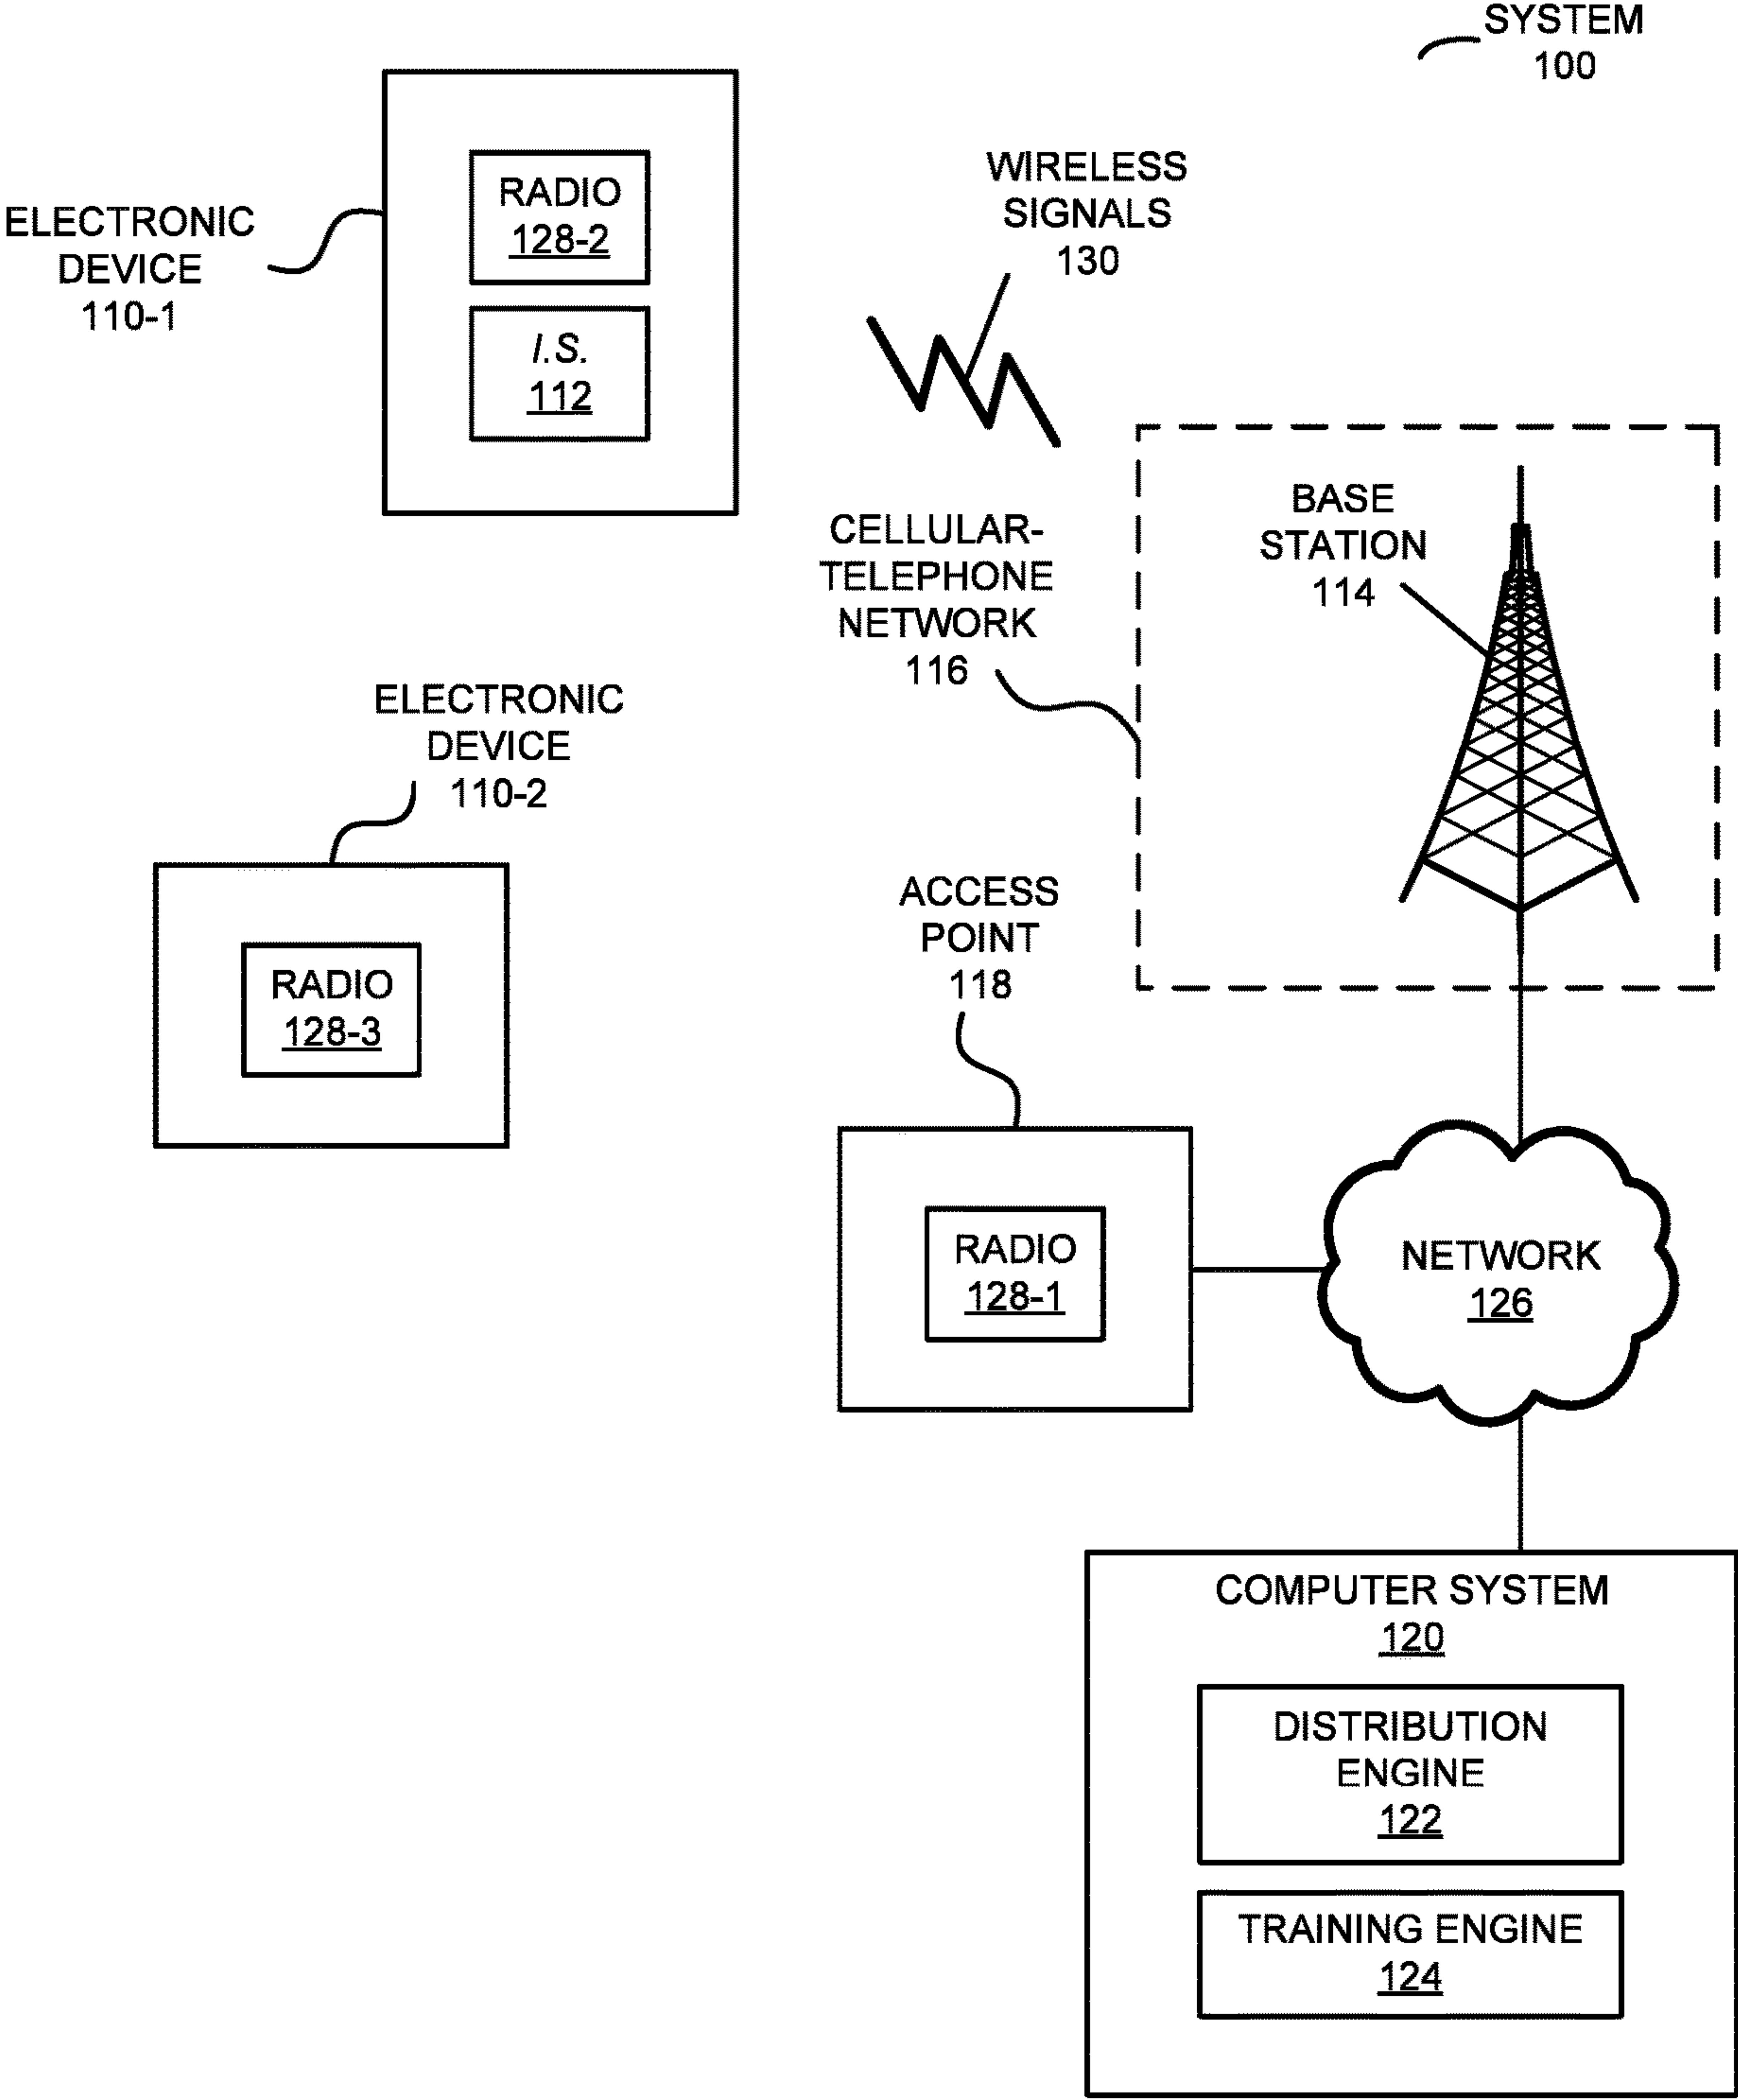 SYSTEM
100
WIRELESS
SIGNALS
130
RADIO
128-2
ELECTRONIC
DEVICE
110-1
I.S.
112
BASE
STATION
114
CELLULAR-
TELEPHONE
NETWORK
116
ELECTRONIC
DEVICE
110-2
ACCESS
POINT
118
RADIO
128-3
RADIO
128-1
NETWORK
126
COMPUTER SYSTEM
120
DISTRIBUTION
ENGINE
122
TRAINING ENGINE
124